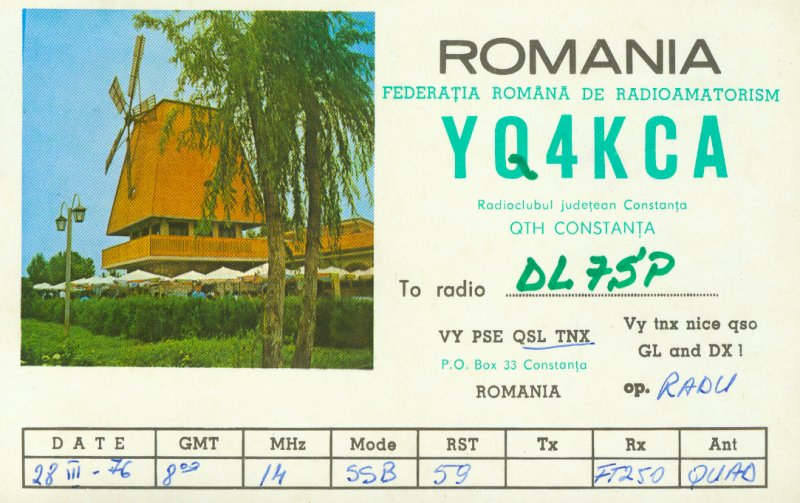 ROMANIA
FEDERAȚIA ROMÂNĂ DE RADIOAMATORISM
YQ4KCA
Radioclubul județean Constanța
QTH CONSTANȚA
To radio DL7SP
VY PSE QSL TNX
Vy tnx nice qso
GL and DX!
P.O. Box 33 Constanța
ROMANIA
op. RADU
DATE GMT MHz Mode RST Tx Rx Ant
28 III - 76 8⁰⁰ 14 SSB 59 FT250 QUAD